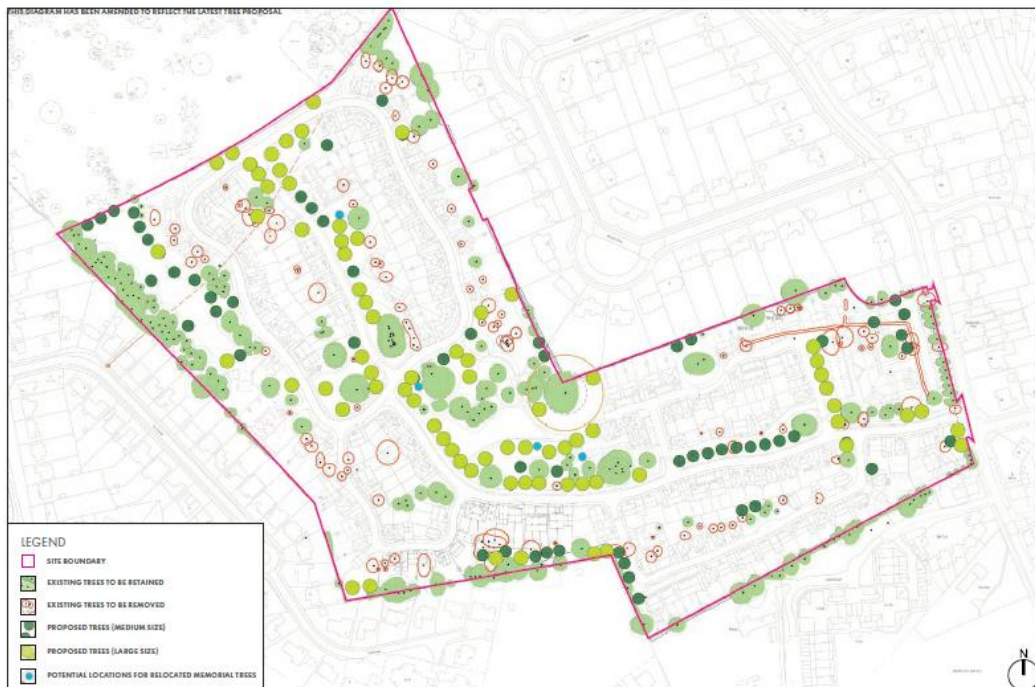 THIS DIAGRAM HAS BEEN AMENDED TO REFLECT THE LATEST TREE PROPOSAL
LEGEND
SITE BOUNDARY
EXISTING TREES TO BE RETAINED
EXISTING TREES TO BE REMOVED
PROPOSED TREES (MEDIUM SIZE)
PROPOSED TREES (LARGE SIZE)
POTENTIAL LOCATIONS FOR RELOCATED MEMORIAL TREES
N